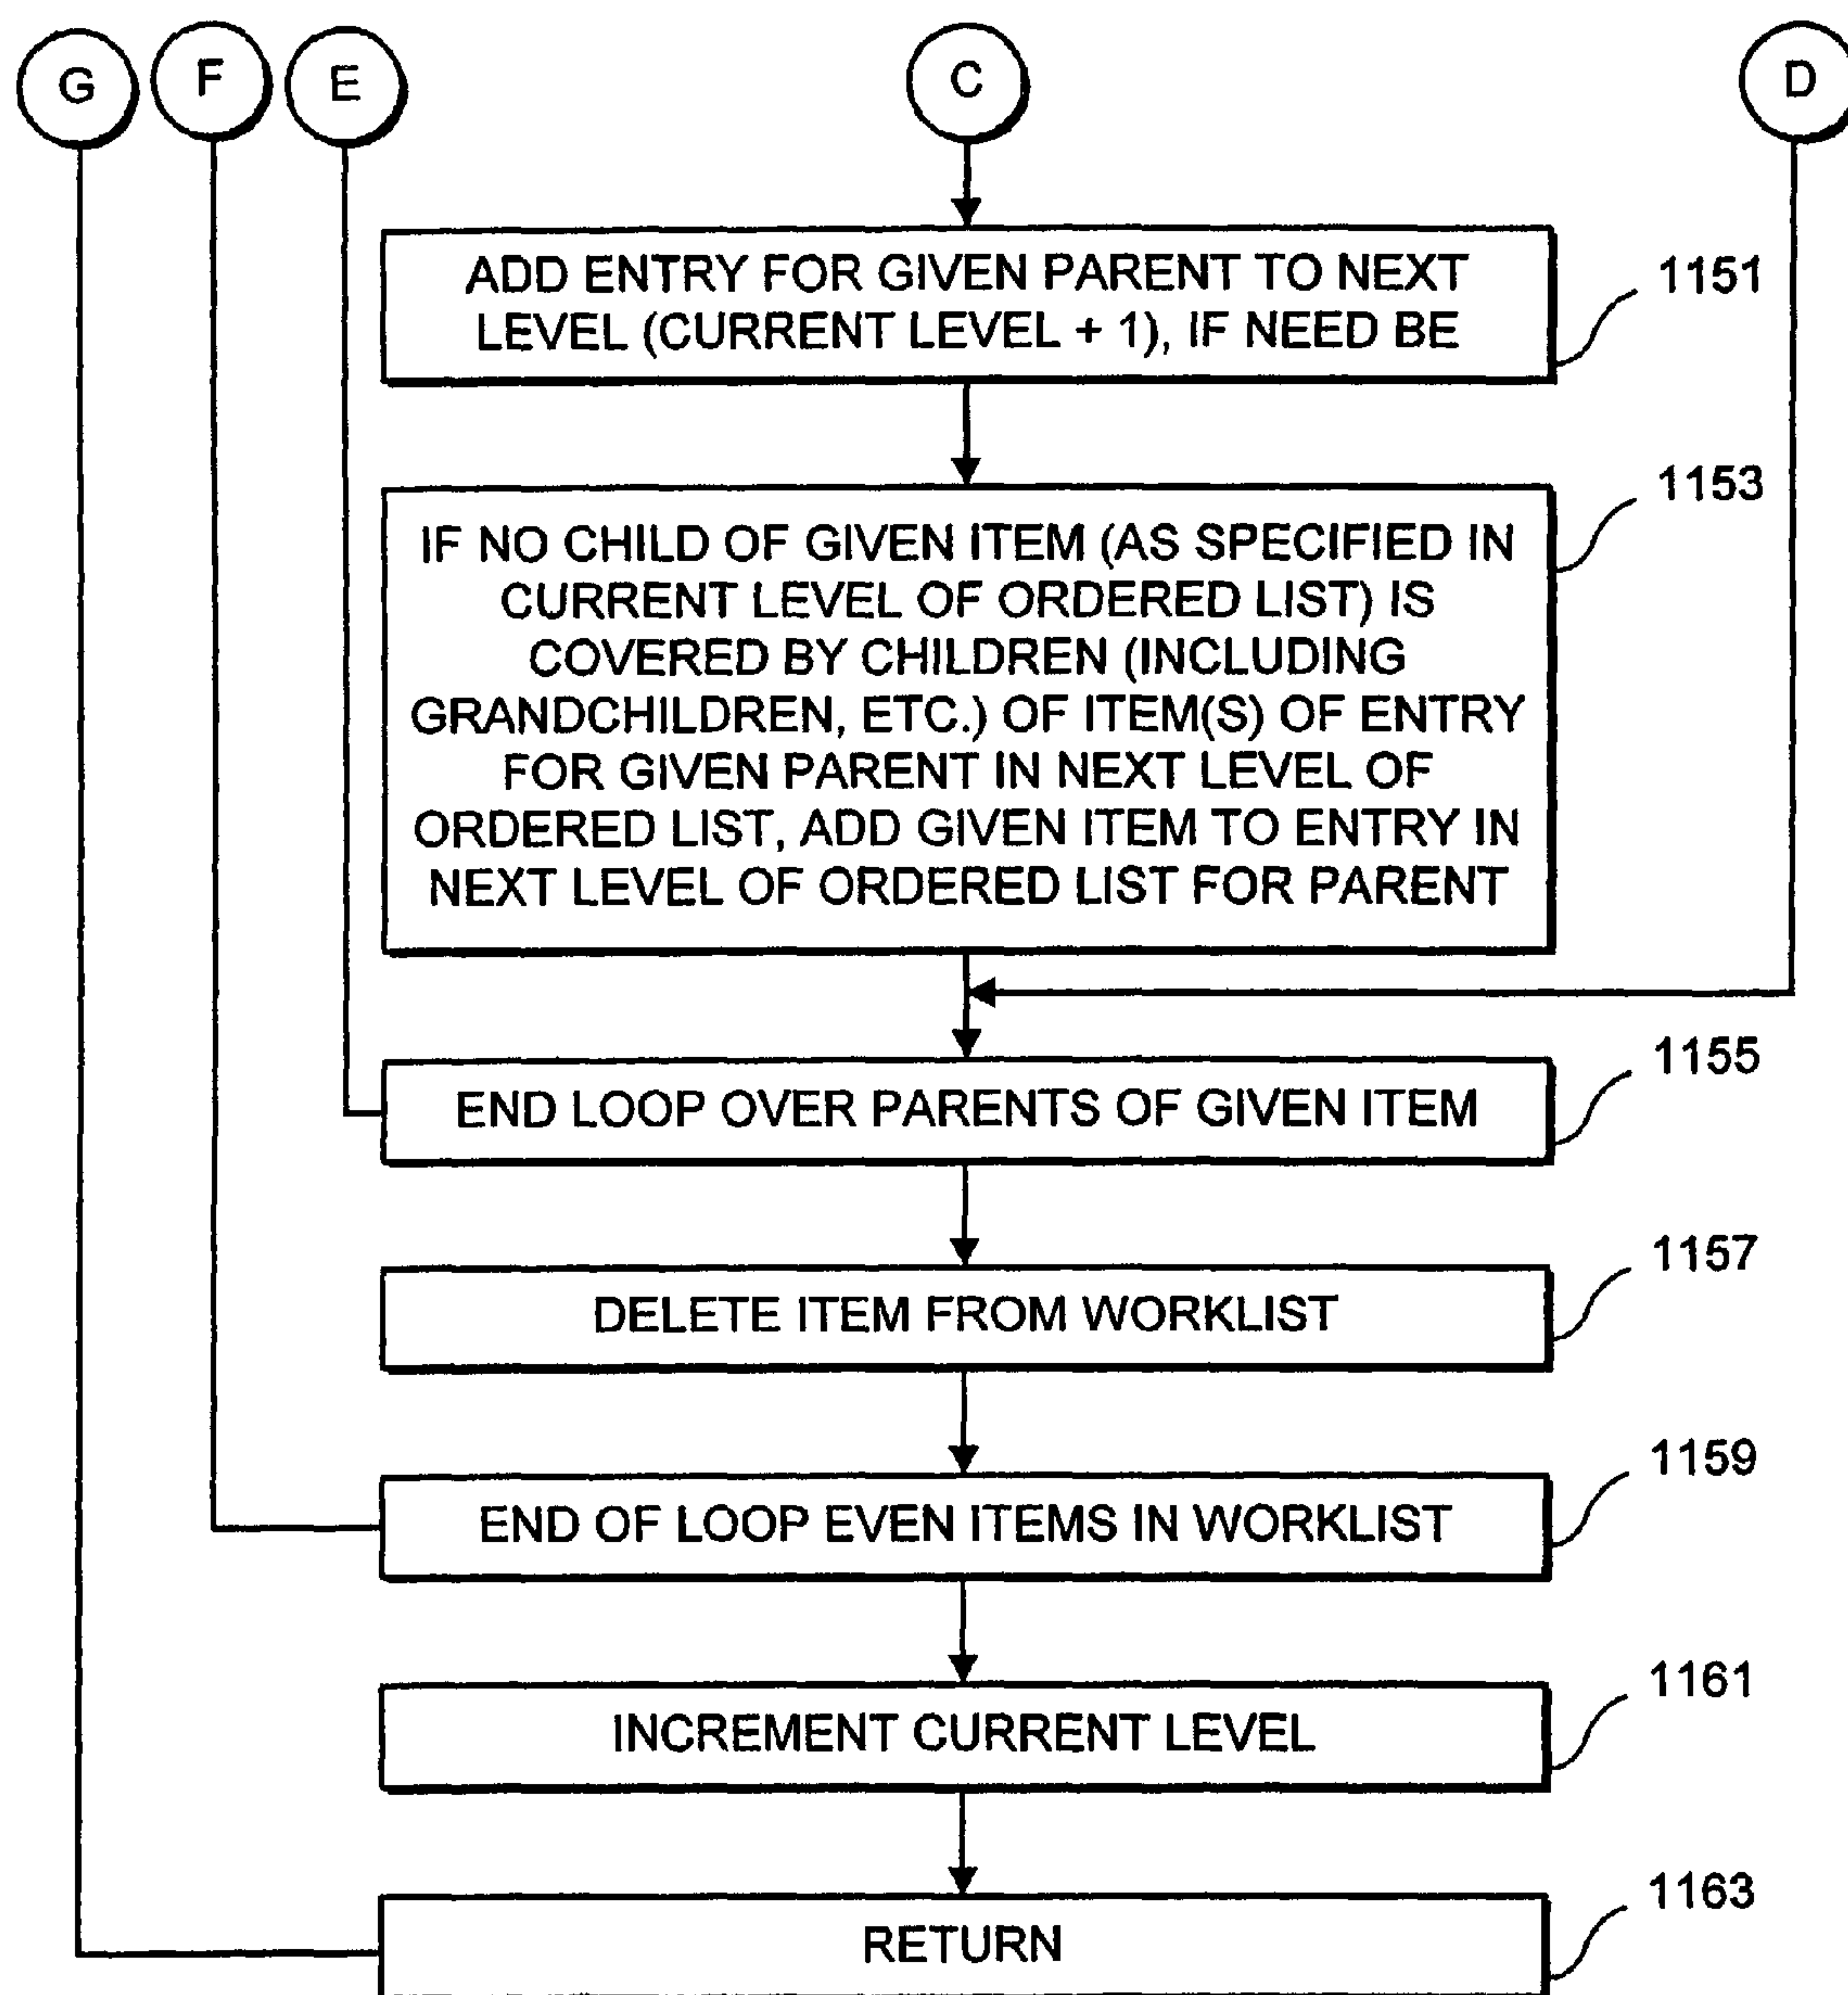 G F E C D
ADD ENTRY FOR GIVEN PARENT TO NEXT
LEVEL (CURRENT LEVEL + 1), IF NEED BE
1151
IF NO CHILD OF GIVEN ITEM (AS SPECIFIED IN
CURRENT LEVEL OF ORDERED LIST) IS
COVERED BY CHILDREN (INCLUDING
GRANDCHILDREN, ETC.) OF ITEM(S) OF ENTRY
FOR GIVEN PARENT IN NEXT LEVEL OF
ORDERED LIST, ADD GIVEN ITEM TO ENTRY IN
NEXT LEVEL OF ORDERED LIST FOR PARENT
1153
END LOOP OVER PARENTS OF GIVEN ITEM
1155
DELETE ITEM FROM WORKLIST
1157
END OF LOOP EVEN ITEMS IN WORKLIST
1159
INCREMENT CURRENT LEVEL
1161
RETURN
1163